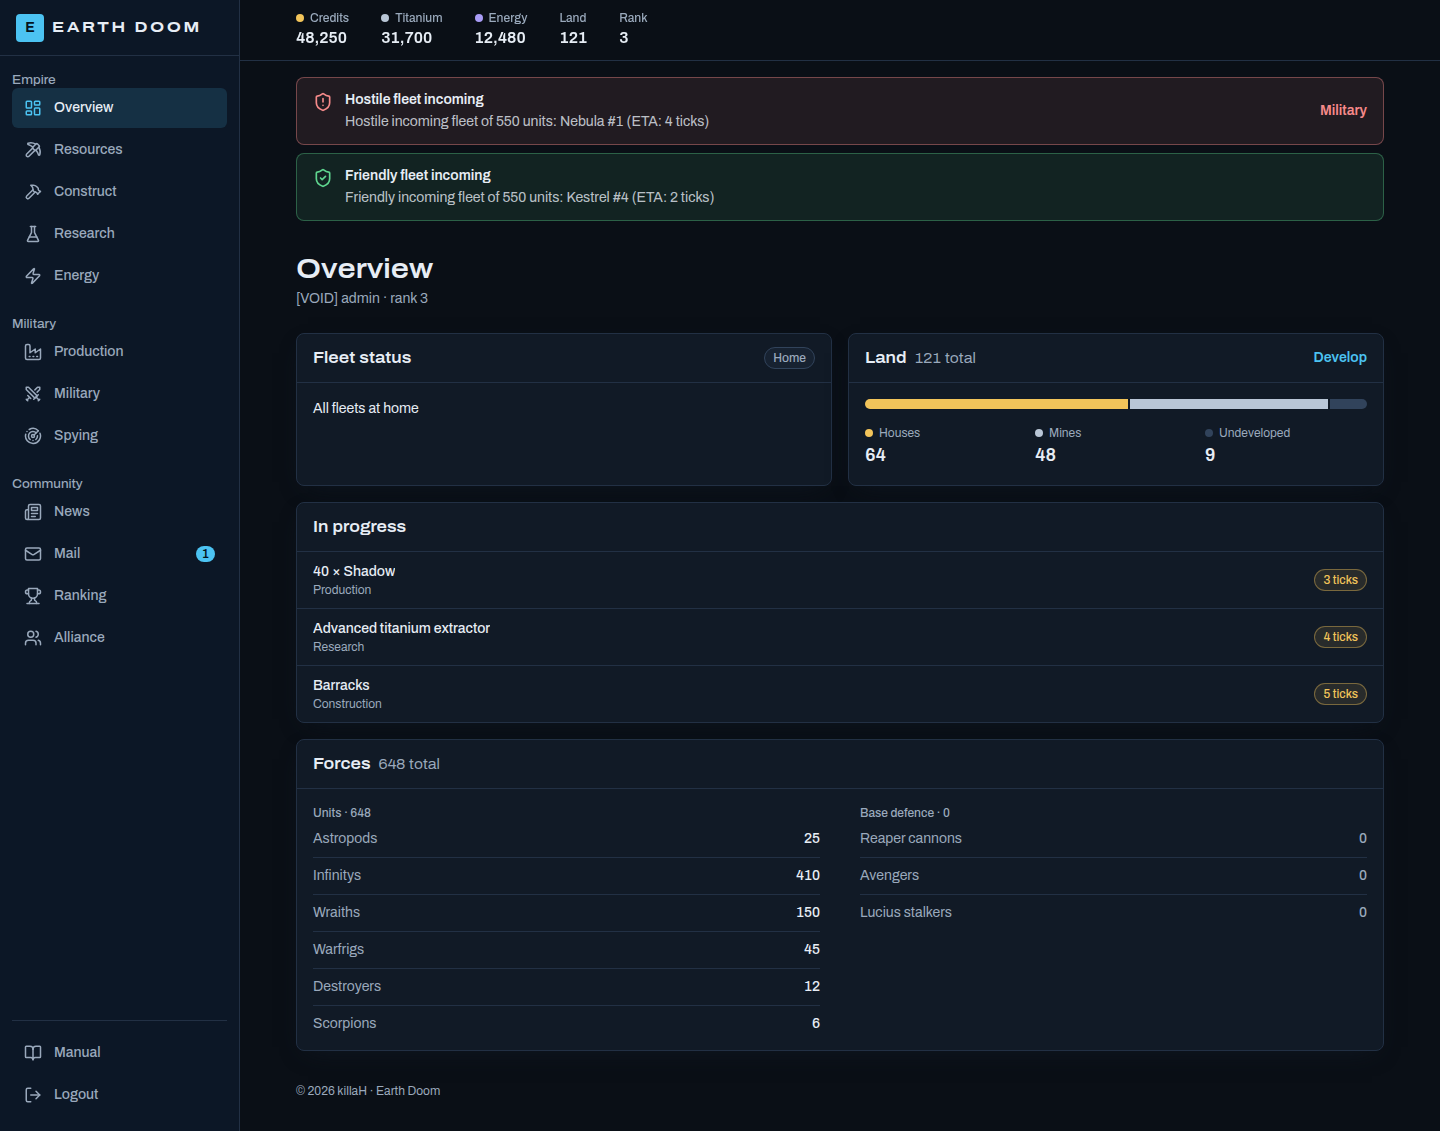 E EARTH DOOM
Empire
Overview
Resources
Construct
Research
Energy
Military
Production
Military
Spying
Community
News
Mail 1
Ranking
Alliance
Manual
Logout
Credits Titanium Energy Land Rank
48,250 31,700 12,480 121 3
Hostile fleet incoming
Hostile incoming fleet of 550 units: Nebula #1 (ETA: 4 ticks)
Military
Friendly fleet incoming
Friendly incoming fleet of 550 units: Kestrel #4 (ETA: 2 ticks)
Overview
[VOID] admin · rank 3
Fleet status Home
All fleets at home
Land 121 total Develop
Houses Mines Undeveloped
64 48 9
In progress
40 × Shadow
Production
3 ticks
Advanced titanium extractor
Research
4 ticks
Barracks
Construction
5 ticks
Forces 648 total
Units · 648
Astropods 25
Infinitys 410
Wraiths 150
Warfrigs 45
Destroyers 12
Scorpions 6
Base defence · 0
Reaper cannons 0
Avengers 0
Lucius stalkers 0
© 2026 killaH · Earth Doom